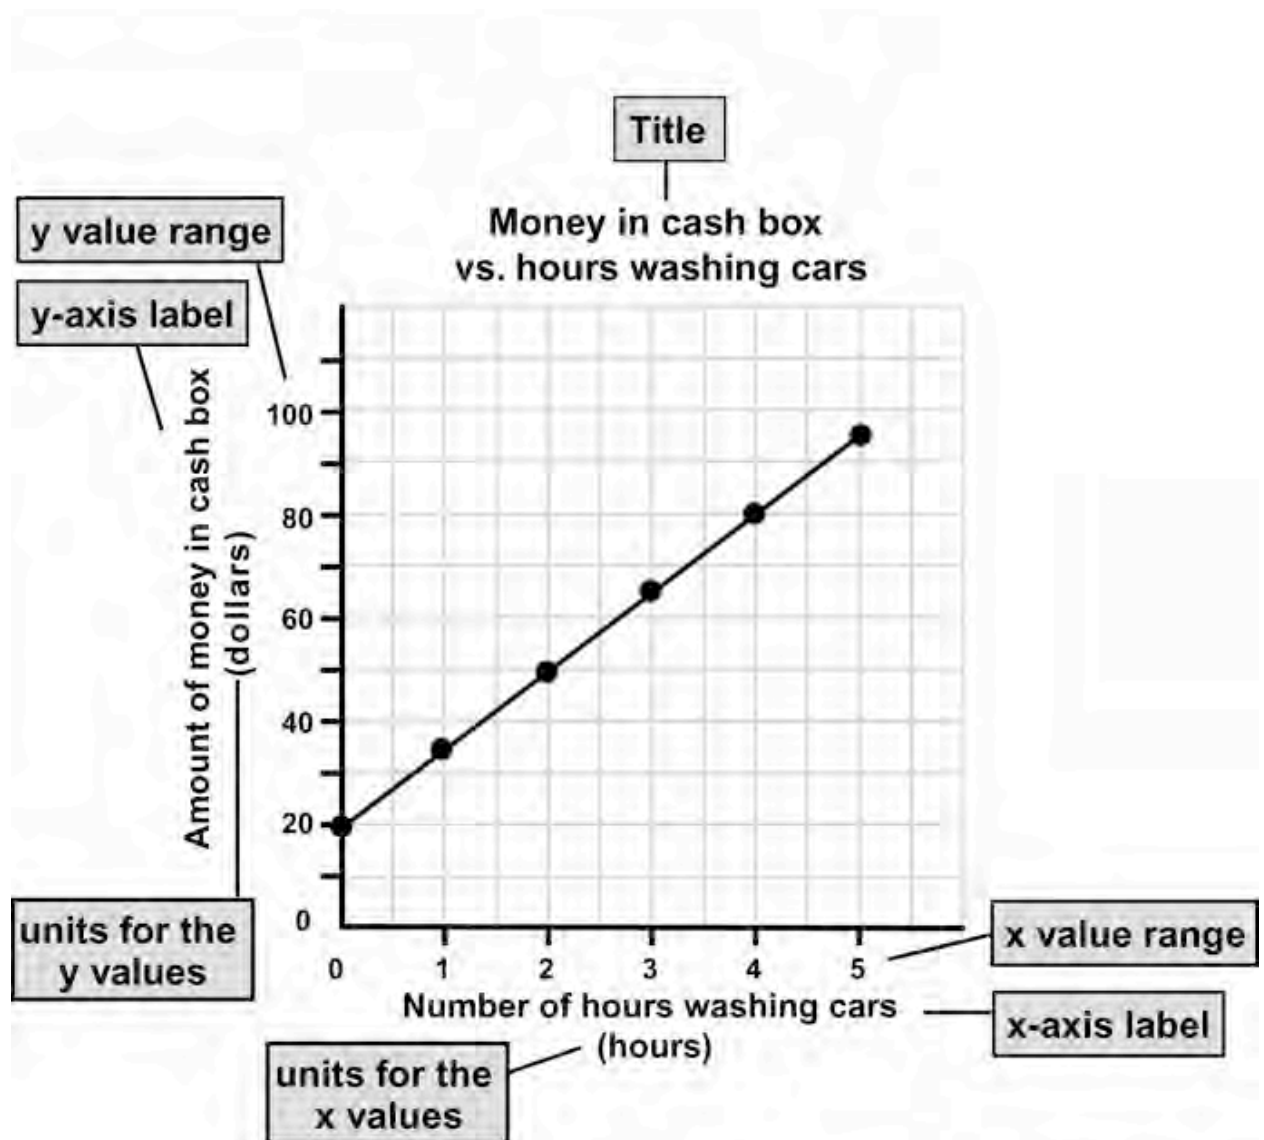 Title
y value range
Money in cash box
vs. hours washing cars
y-axis label
Amount of money in cash box
(dollars)
100
80
60
40
20
0
units for the
y values
0 1 2 3 4 5
x value range
Number of hours washing cars
(hours)
x-axis label
units for the
x values